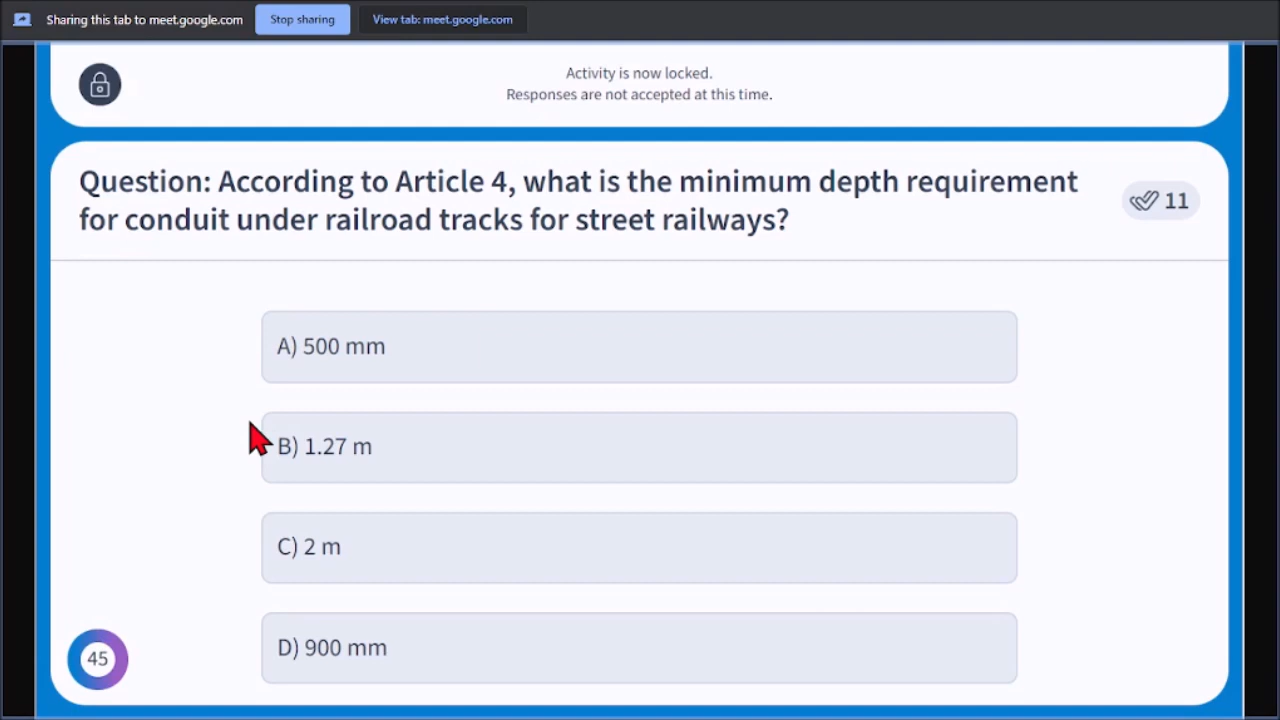 Sharing this tab to meet.google.com
Stop sharing
View tab: meet.google.com
Activity is now locked.
Responses are not accepted at this time.
Question: According to Article 4, what is the minimum depth requirement
for conduit under railroad tracks for street railways?
11
A) 500 mm
B) 1.27 m
C) 2 m
D) 900 mm
45